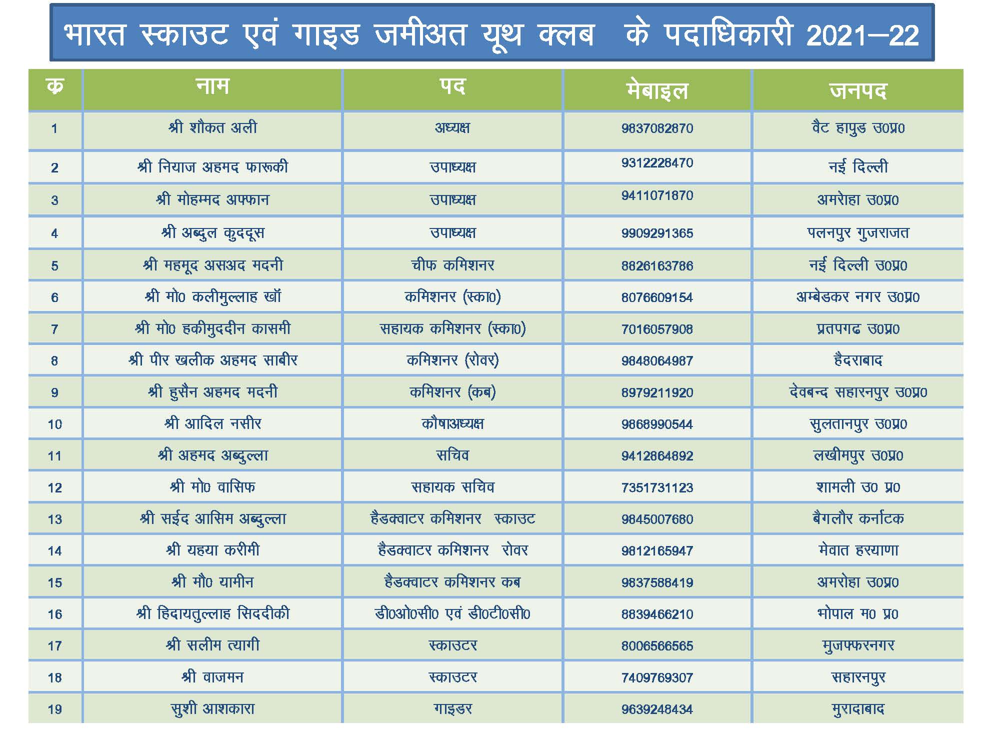 भारत स्काउट एवं गाइड जमीअत यूथ क्लब के पदाधिकारी 2021–22
क्र नाम पद मेबाइल जनपद
1 श्री शौकत अली अध्यक्ष 9837082870 वैट हापुड उ0प्र0
2 श्री नियाज अहमद फारूकी उपाध्यक्ष 9312228470 नई दिल्ली
3 श्री मोहम्मद अफ्फान उपाध्यक्ष 9411071870 अमरोहा उ0प्र0
4 श्री अब्दुल कुददूस उपाध्यक्ष 9909291365 पलनपुर गुजराजत
5 श्री महमूद असअद मदनी चीफ कमिशनर 8826163786 नई दिल्ली उ0प्र0
6 श्री मो0 कलीमुल्लाह खॉ कमिशनर (स्का0) 8076609154 अम्बेडकर नगर उ0प्र0
7 श्री मो0 हकीमुददीन कासमी सहायक कमिशनर (स्का0) 7016057908 प्रतपगढ उ0प्र0
8 श्री पीर खलीक अहमद साबीर कमिशनर (रोवर) 9848064987 हैदराबाद
9 श्री हुसैन अहमद मदनी कमिशनर (कब) 8979211920 देवबन्द सहारनपुर उ0प्र0
10 श्री आदिल नसीर कौषाअध्यक्ष 9868990544 सुलतानपुर उ0प्र0
11 श्री अहमद अब्दुल्ला सचिव 9412864892 लखीमपुर उ0प्र0
12 श्री मो0 वासिफ सहायक सचिव 7351731123 शामली उ0 प्र0
13 श्री सईद आसिम अब्दुल्ला हैडक्वाटर कमिशनर स्काउट 9845007680 बैगलौर कर्नाटक
14 श्री यहया करीमी हैडक्वाटर कमिशनर रोवर 9812165947 मेवात हरयाणा
15 श्री मौ0 यामीन हैडक्वाटर कमिशनर कब 9837588419 अमरोहा उ0प्र0
16 श्री हिदायतुल्लाह सिददीकी डी0ओ0सी0 एवं डी0टी0सी0 8839466210 भोपाल म0 प्र0
17 श्री सलीम त्यागी स्काउटर 8006566565 मुजफ्फरनगर
18 श्री वाजमन स्काउटर 7409769307 सहारनपुर
19 सुश्री आशकारा गाइडर 9639248434 मुरादाबाद